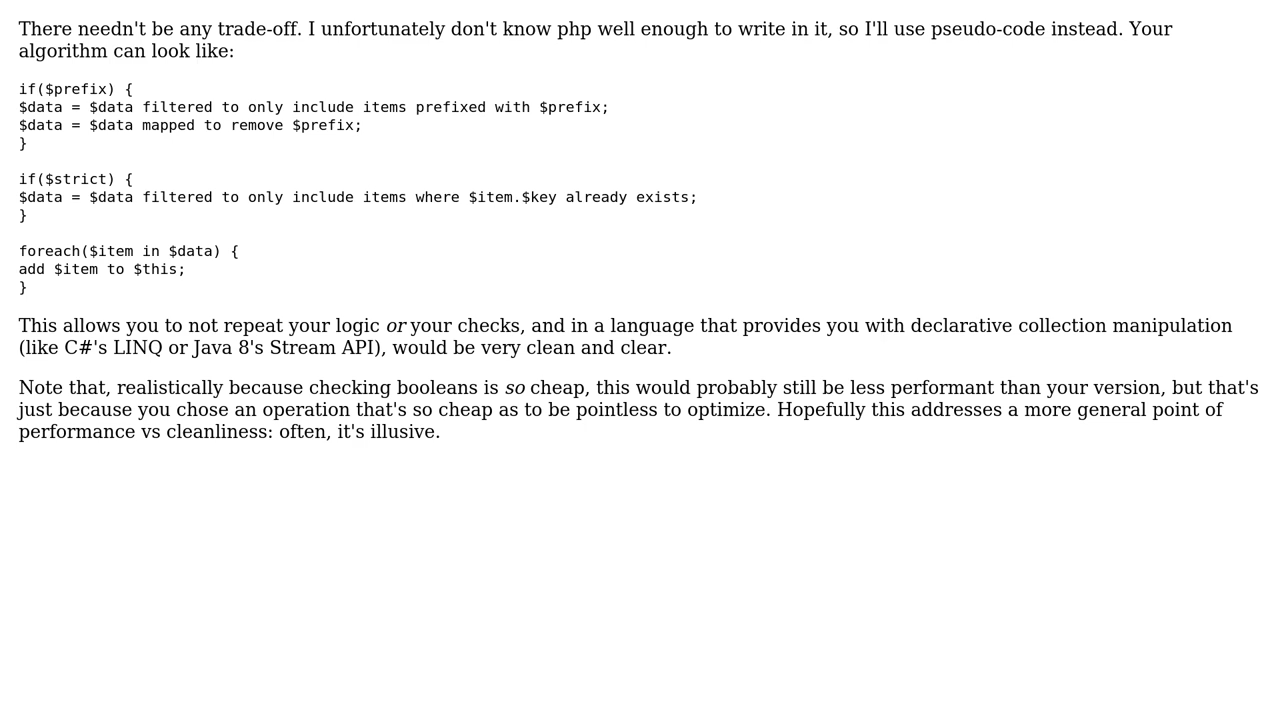 There needn't be any trade-off. I unfortunately don't know php well enough to write in it, so I'll use pseudo-code instead. Your
algorithm can look like:
if($prefix) {
$data = $data filtered to only include items prefixed with $prefix;
$data = $data mapped to remove $prefix;
}
if($strict) {
$data = $data filtered to only include items where $item.$key already exists;
}
foreach($item in $data) {
add $item to $this;
}
This allows you to not repeat your logic or your checks, and in a language that provides you with declarative collection manipulation
(like C#'s LINQ or Java 8's Stream API), would be very clean and clear.
Note that, realistically because checking booleans is so cheap, this would probably still be less performant than your version, but that's
just because you chose an operation that's so cheap as to be pointless to optimize. Hopefully this addresses a more general point of
performance vs cleanliness: often, it's illusive.